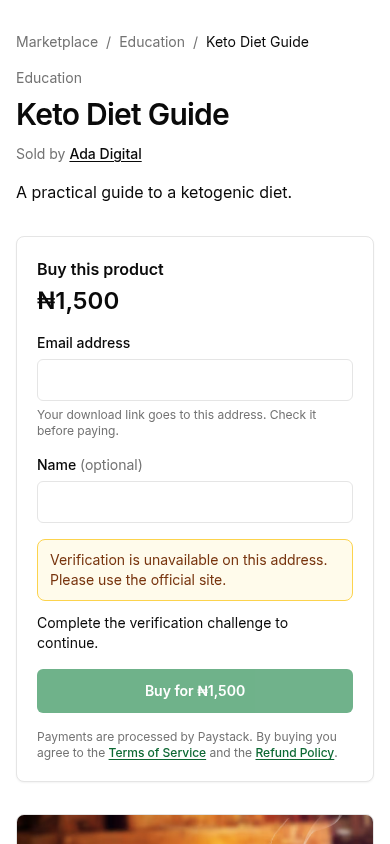 Marketplace / Education / Keto Diet Guide
Education
Keto Diet Guide
Sold by Ada Digital
A practical guide to a ketogenic diet.
Buy this product
₦1,500
Email address
Your download link goes to this address. Check it
before paying.
Name (optional)
Verification is unavailable on this address.
Please use the official site.
Complete the verification challenge to
continue.
Buy for ₦1,500
Payments are processed by Paystack. By buying you
agree to the Terms of Service and the Refund Policy.